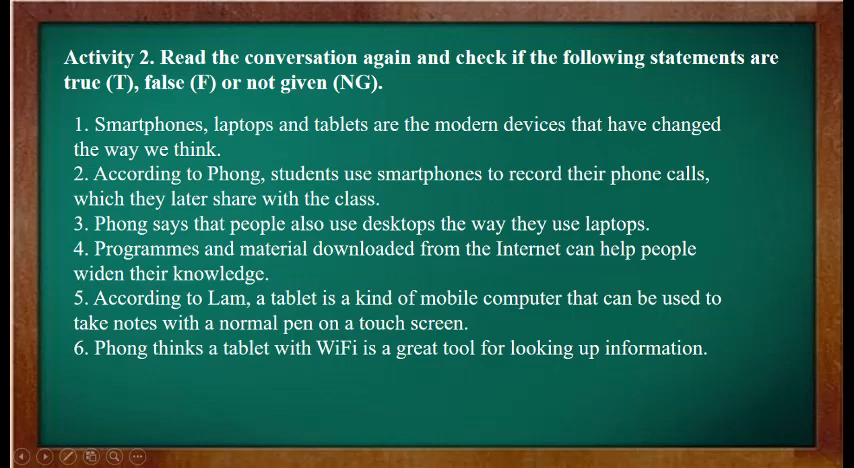 Activity 2. Read the conversation again and check if the following statements are
true (T), false (F) or not given (NG).
1. Smartphones, laptops and tablets are the modern devices that have changed
the way we think.
2. According to Phong, students use smartphones to record their phone calls,
which they later share with the class.
3. Phong says that people also use desktops the way they use laptops.
4. Programmes and material downloaded from the Internet can help people
widen their knowledge.
5. According to Lam, a tablet is a kind of mobile computer that can be used to
take notes with a normal pen on a touch screen.
6. Phong thinks a tablet with WiFi is a great tool for looking up information.